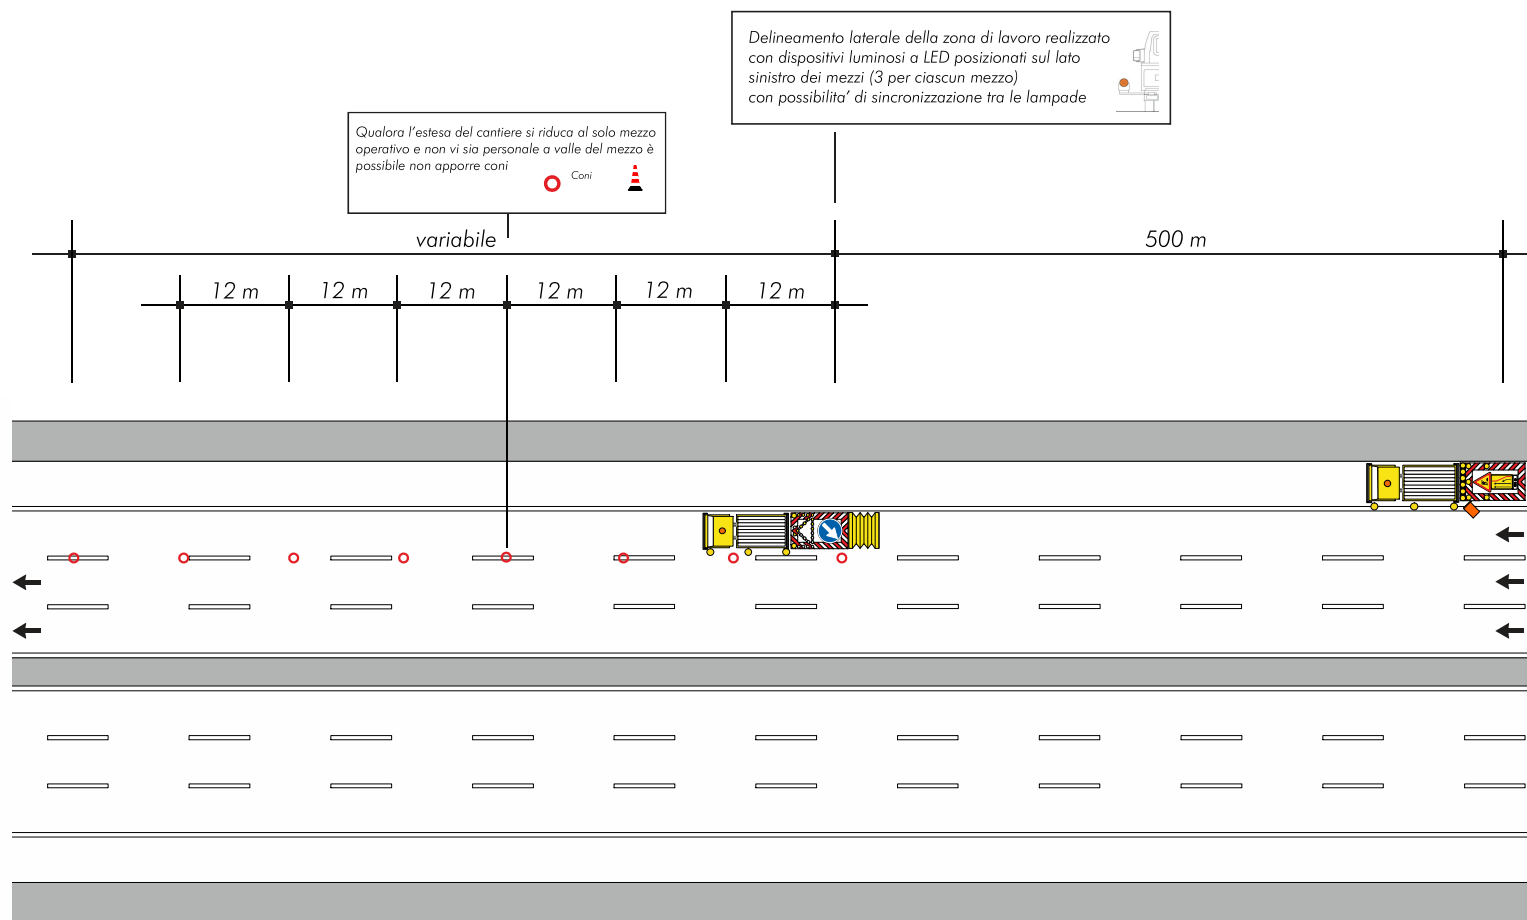 Delineamento laterale della zona di lavoro realizzato
con dispositivi luminosi a LED posizionati sul lato
sinistro dei mezzi (3 per ciascun mezzo)
con possibilita' di sincronizzazione tra le lampade
Qualora l'estesa del cantiere si riduca al solo mezzo
operativo e non vi sia personale a valle del mezzo è
possibile non apporre coni
Coni
variabile
500 m
12 m
12 m
12 m
12 m
12 m
12 m